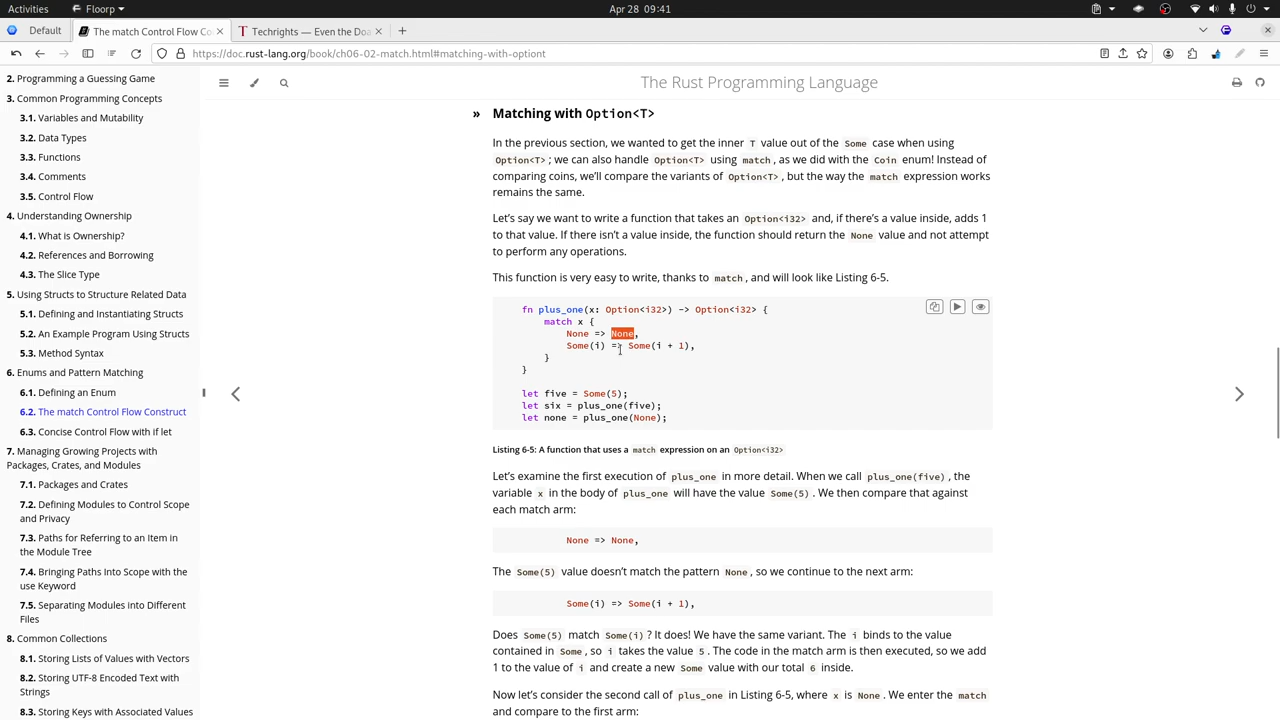 Activities
Floorp
Apr 28 09:41
Default
The match Control Flow Co
Techrights — Even the Doa
https://doc.rust-lang.org/book/ch06-02-match.html#matching-with-option
2. Programming a Guessing Game
3. Common Programming Concepts
3.1. Variables and Mutability
3.2. Data Types
3.3. Functions
3.4. Comments
3.5. Control Flow
4. Understanding Ownership
4.1. What is Ownership?
4.2. References and Borrowing
4.3. The Slice Type
5. Using Structs to Structure Related Data
5.1. Defining and Instantiating Structs
5.2. An Example Program Using Structs
5.3. Method Syntax
6. Enums and Pattern Matching
6.1. Defining an Enum
6.2. The match Control Flow Construct
6.3. Concise Control Flow with if let
7. Managing Growing Projects with
Packages, Crates, and Modules
7.1. Packages and Crates
7.2. Defining Modules to Control Scope
and Privacy
7.3. Paths for Referring to an Item in
the Module Tree
7.4. Bringing Paths Into Scope with the
use Keyword
7.5. Separating Modules into Different
Files
8. Common Collections
8.1. Storing Lists of Values with Vectors
8.2. Storing UTF-8 Encoded Text with
Strings
8.3. Storing Keys with Associated Values
The Rust Programming Language
» Matching with Option<T>
In the previous section, we wanted to get the inner T value out of the Some case when using
Option<T>; we can also handle Option<T> using match, as we did with the Coin enum! Instead of
comparing coins, we’ll compare the variants of Option<T>, but the way the match expression works
remains the same.
Let’s say we want to write a function that takes an Option<i32> and, if there’s a value inside, adds 1
to that value. If there isn’t a value inside, the function should return the None value and not attempt
to perform any operations.
This function is very easy to write, thanks to match, and will look like Listing 6-5.
fn plus_one(x: Option<i32>) -> Option<i32> {
match x {
None => None,
Some(i) => Some(i + 1),
}
}
let five = Some(5);
let six = plus_one(five);
let none = plus_one(None);
Listing 6-5: A function that uses a match expression on an Option<i32>
Let’s examine the first execution of plus_one in more detail. When we call plus_one(five), the
variable x in the body of plus_one will have the value Some(5). We then compare that against
each match arm:
None => None,
The Some(5) value doesn’t match the pattern None, so we continue to the next arm:
Some(i) => Some(i + 1),
Does Some(5) match Some(i)? It does! We have the same variant. The i binds to the value
contained in Some, so i takes the value 5. The code in the match arm is then executed, so we add
1 to the value of i and create a new Some value with our total 6 inside.
Now let’s consider the second call of plus_one in Listing 6-5, where x is None. We enter the match
and compare to the first arm: